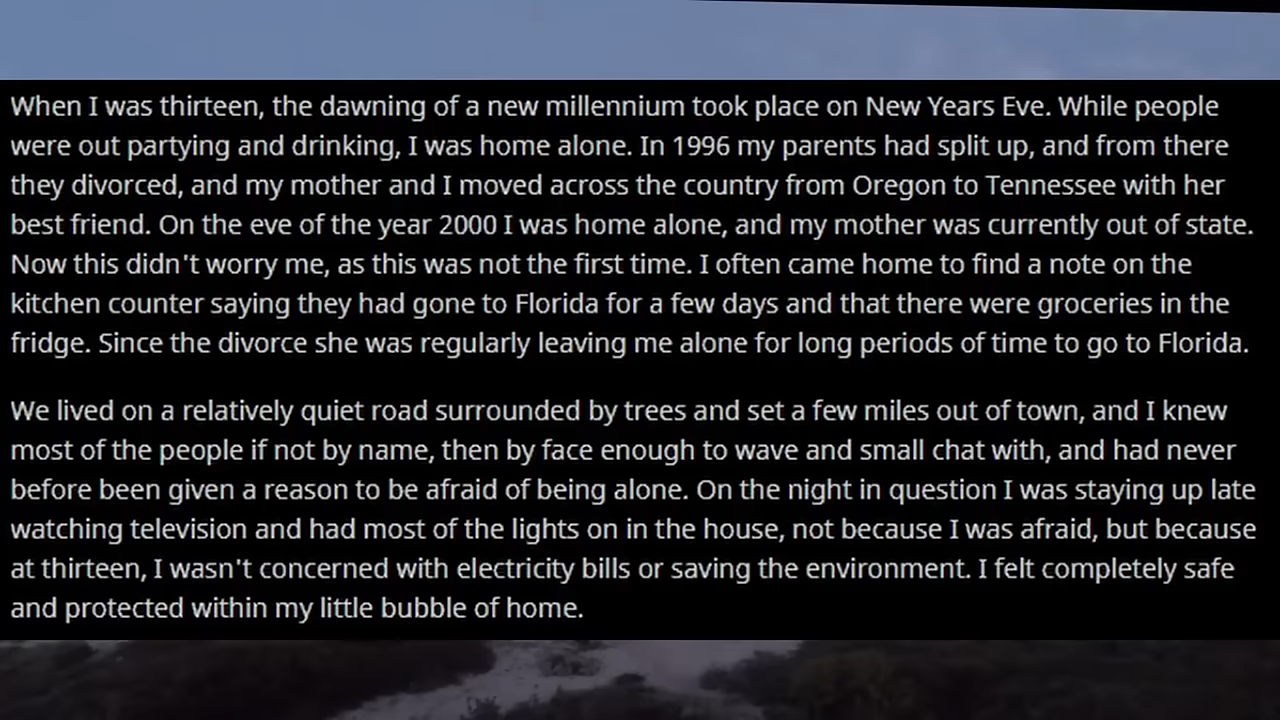 When I was thirteen, the dawning of a new millennium took place on New Years Eve. While people
were out partying and drinking, I was home alone. In 1996 my parents had split up, and from there
they divorced, and my mother and I moved across the country from Oregon to Tennessee with her
best friend. On the eve of the year 2000 I was home alone, and my mother was currently out of state.
Now this didn't worry me, as this was not the first time. I often came home to find a note on the
kitchen counter saying they had gone to Florida for a few days and that there were groceries in the
fridge. Since the divorce she was regularly leaving me alone for long periods of time to go to Florida.
We lived on a relatively quiet road surrounded by trees and set a few miles out of town, and I knew
most of the people if not by name, then by face enough to wave and small chat with, and had never
before been given a reason to be afraid of being alone. On the night in question I was staying up late
watching television and had most of the lights on in the house, not because I was afraid, but because
at thirteen, I wasn't concerned with electricity bills or saving the environment. I felt completely safe
and protected within my little bubble of home.